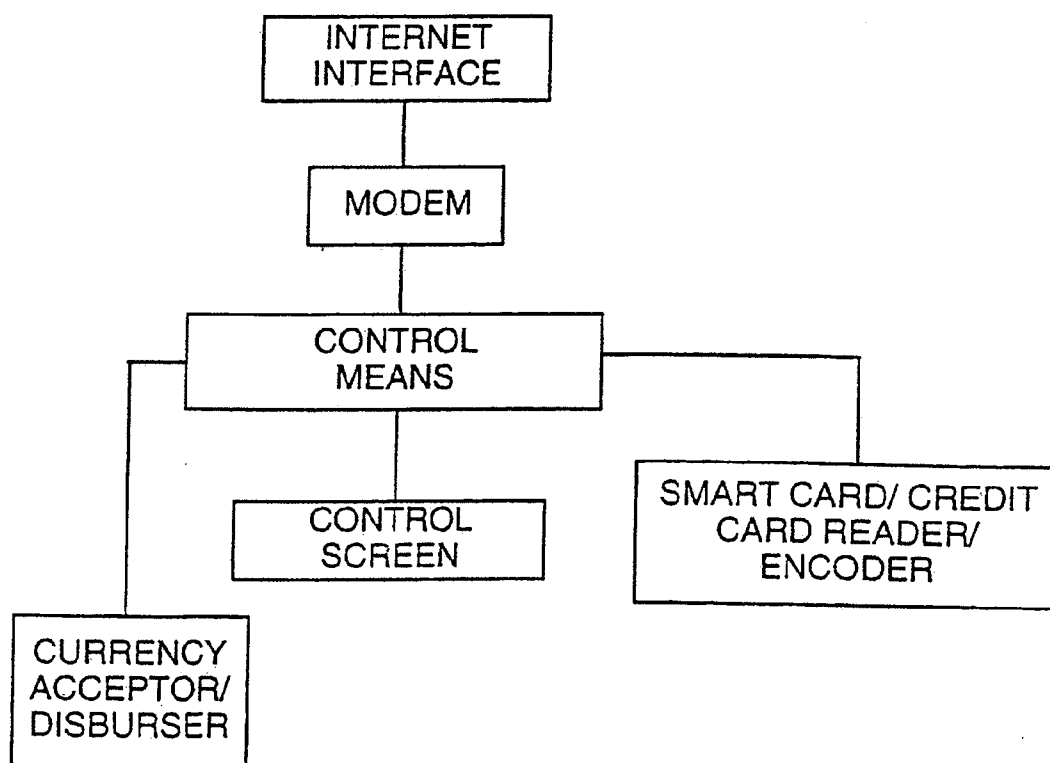 INTERNET
INTERFACE
MODEM
CONTROL
MEANS
CONTROL
SCREEN
SMART CARD/ CREDIT
CARD READER/
ENCODER
CURRENCY
ACCEPTOR/
DISBURSER